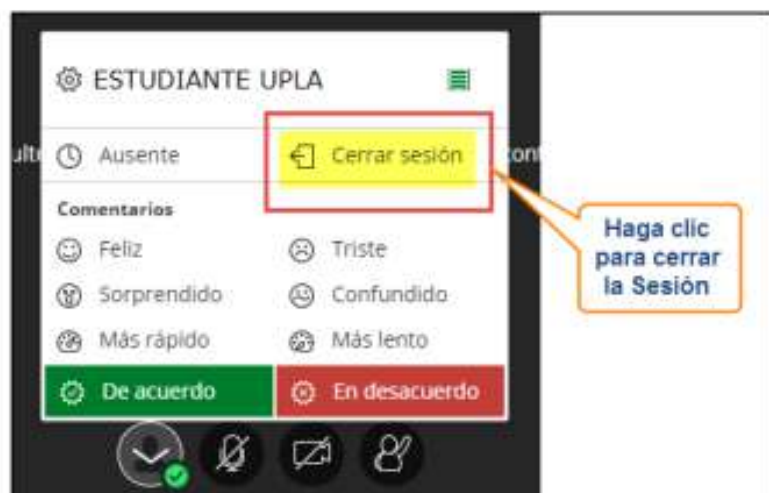 ESTUDIANTE UPLA
Ausente
Cerrar sesión
Comentarios
Feliz
Triste
Sorprendido
Confundido
Más rápido
Más lento
De acuerdo
En desacuerdo
Haga clic
para cerrar
la Sesión